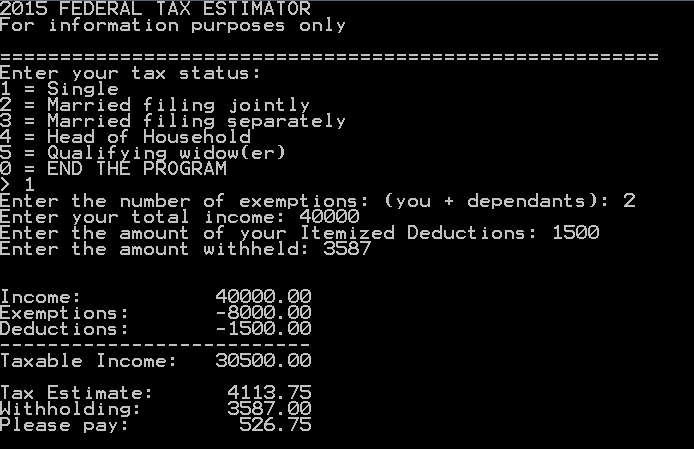 2015 FEDERAL TAX ESTIMATOR
For information purposes only
=======================================================
Enter your tax status:
1 = Single
2 = Married filing jointly
3 = Married filing separately
4 = Head of Household
5 = Qualifying widow(er)
0 = END THE PROGRAM
> 1
Enter the number of exemptions: (you + dependants): 2
Enter your total income: 40000
Enter the amount of your Itemized Deductions: 1500
Enter the amount withheld: 3587
Income: 40000.00
Exemptions: -8000.00
Deductions: -1500.00
--------------------------
Taxable Income: 30500.00
Tax Estimate: 4113.75
Withholding: 3587.00
Please pay: 526.75